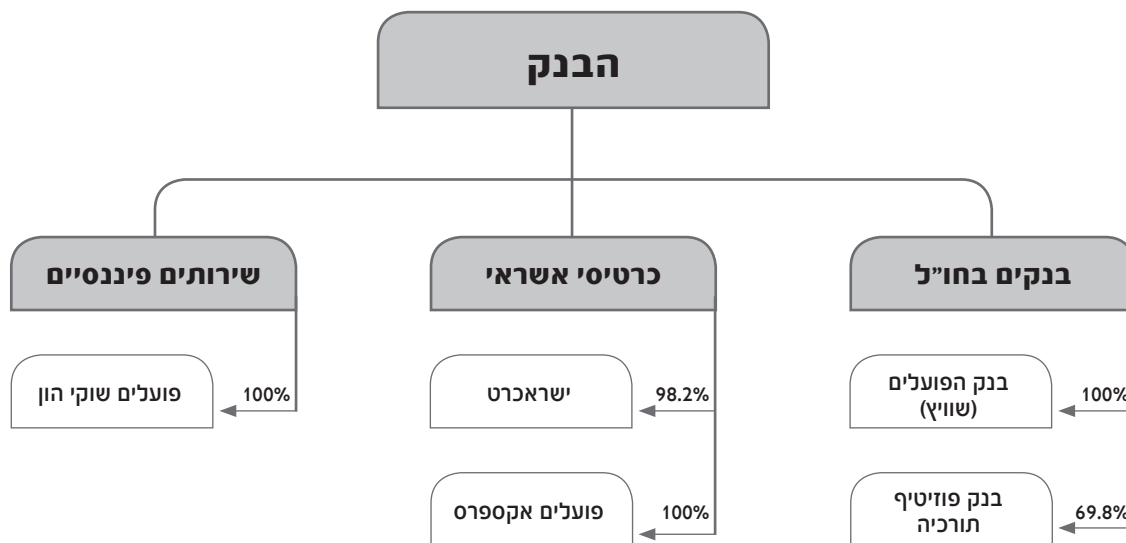 הבנק
בנקים בחו״ל
כרטיסי אשראי
שירותים פיננסיים
100%
בנק הפועלים
(שוויץ)
98.2%
ישראכרט
100%
פועלים שוקי הון
69.8%
בנק פוזיטיף
תורכיה
100%
פועלים אקספרס